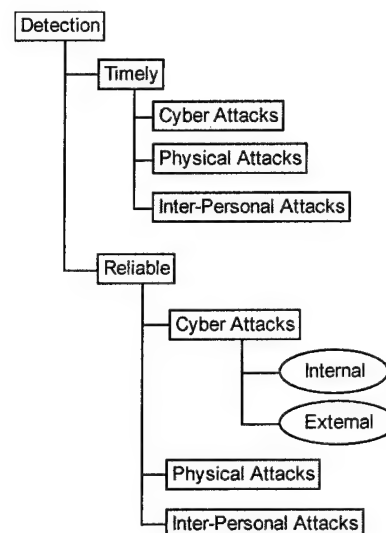 Detection
Timely
Cyber Attacks
Physical Attacks
Inter-Personal Attacks
Reliable
Cyber Attacks
Internal
External
Physical Attacks
Inter-Personal Attacks